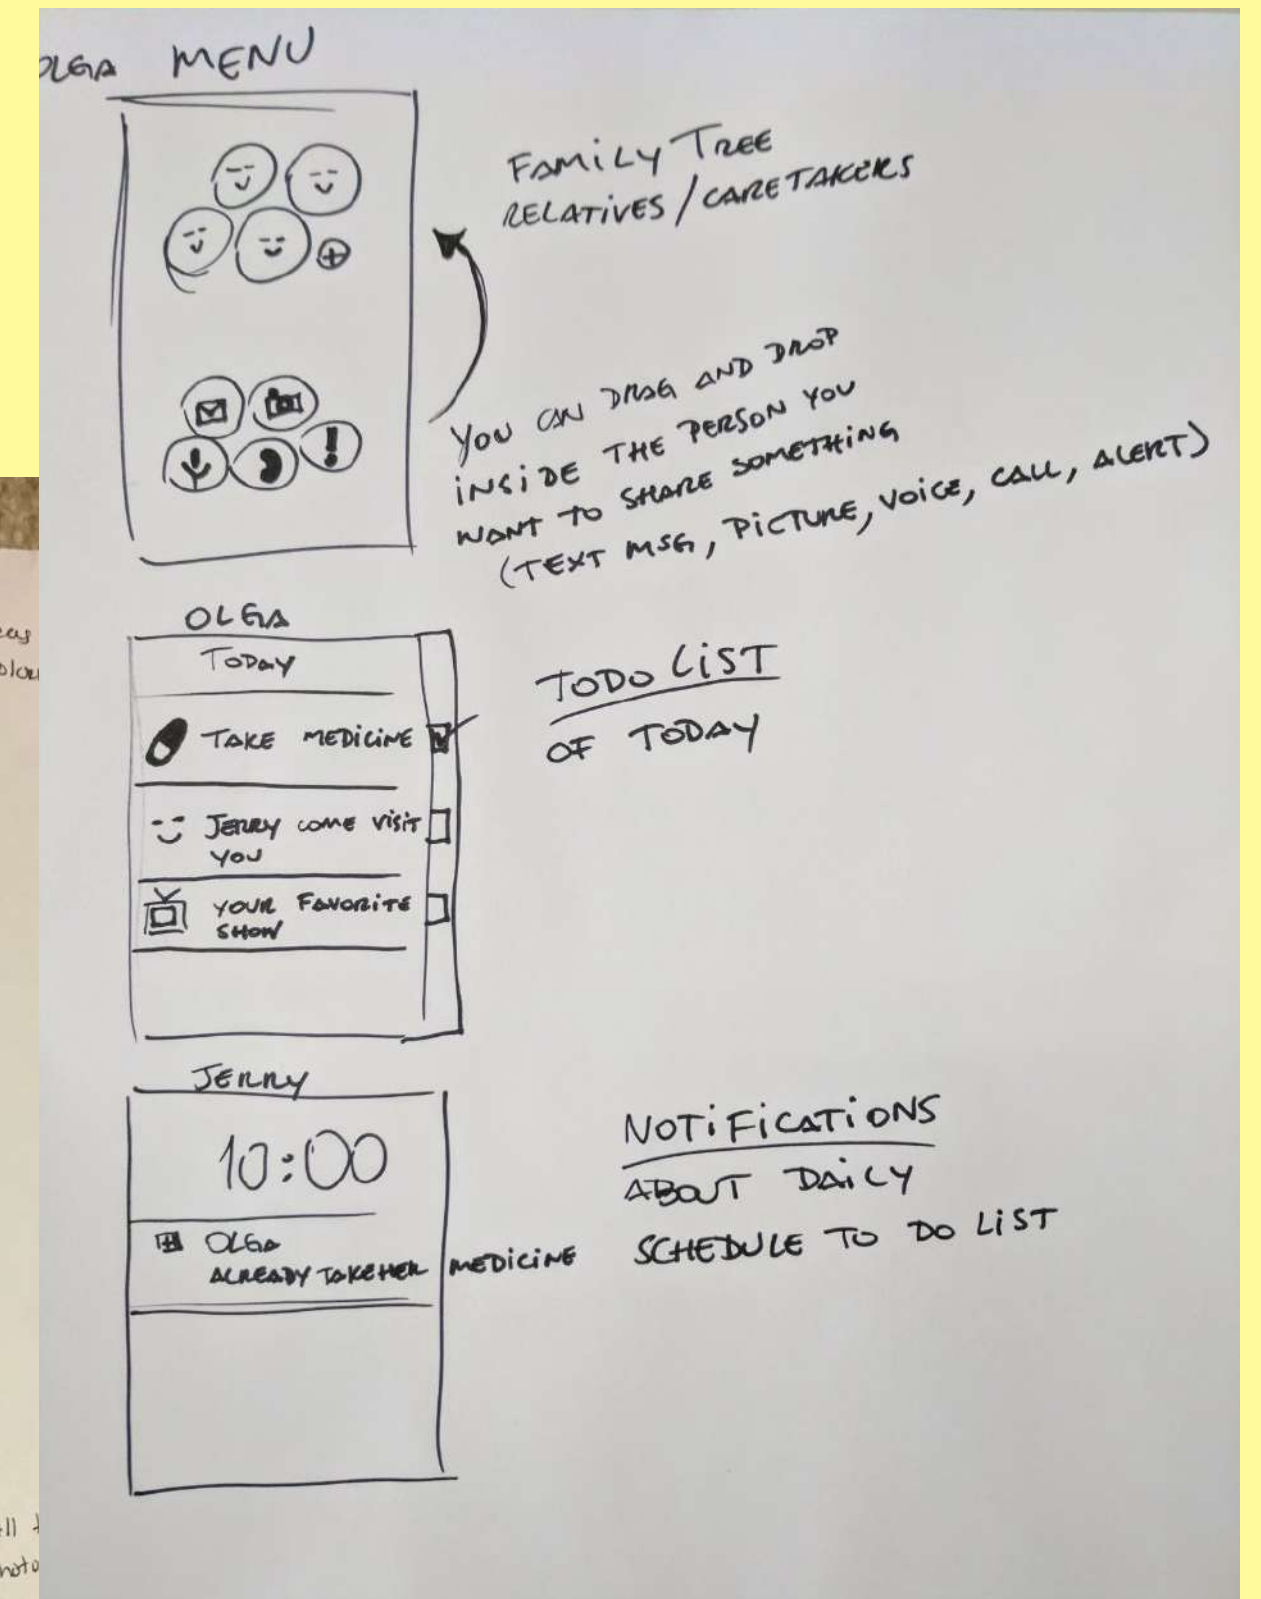 OLGA MENU
FAMILY TREE
RELATIVES/CARETAKERS
YOU CAN DRAG AND DROP
INSIDE THE PERSON YOU
WANT TO SHARE SOMETHING
(TEXT MSG, PICTURE, VOICE, CALL, ALERT)
OLGA
TODAY
TAKE MEDICINE
JERRY COME VISIT
YOU
YOUR FAVORITE
SHOW
TODO LIST
OF TODAY
JERRY
10:00
OLGA
ALREADY TAKE HER MEDICINE
NOTIFICATIONS
ABOUT DAILY
SCHEDULE TO DO LIST